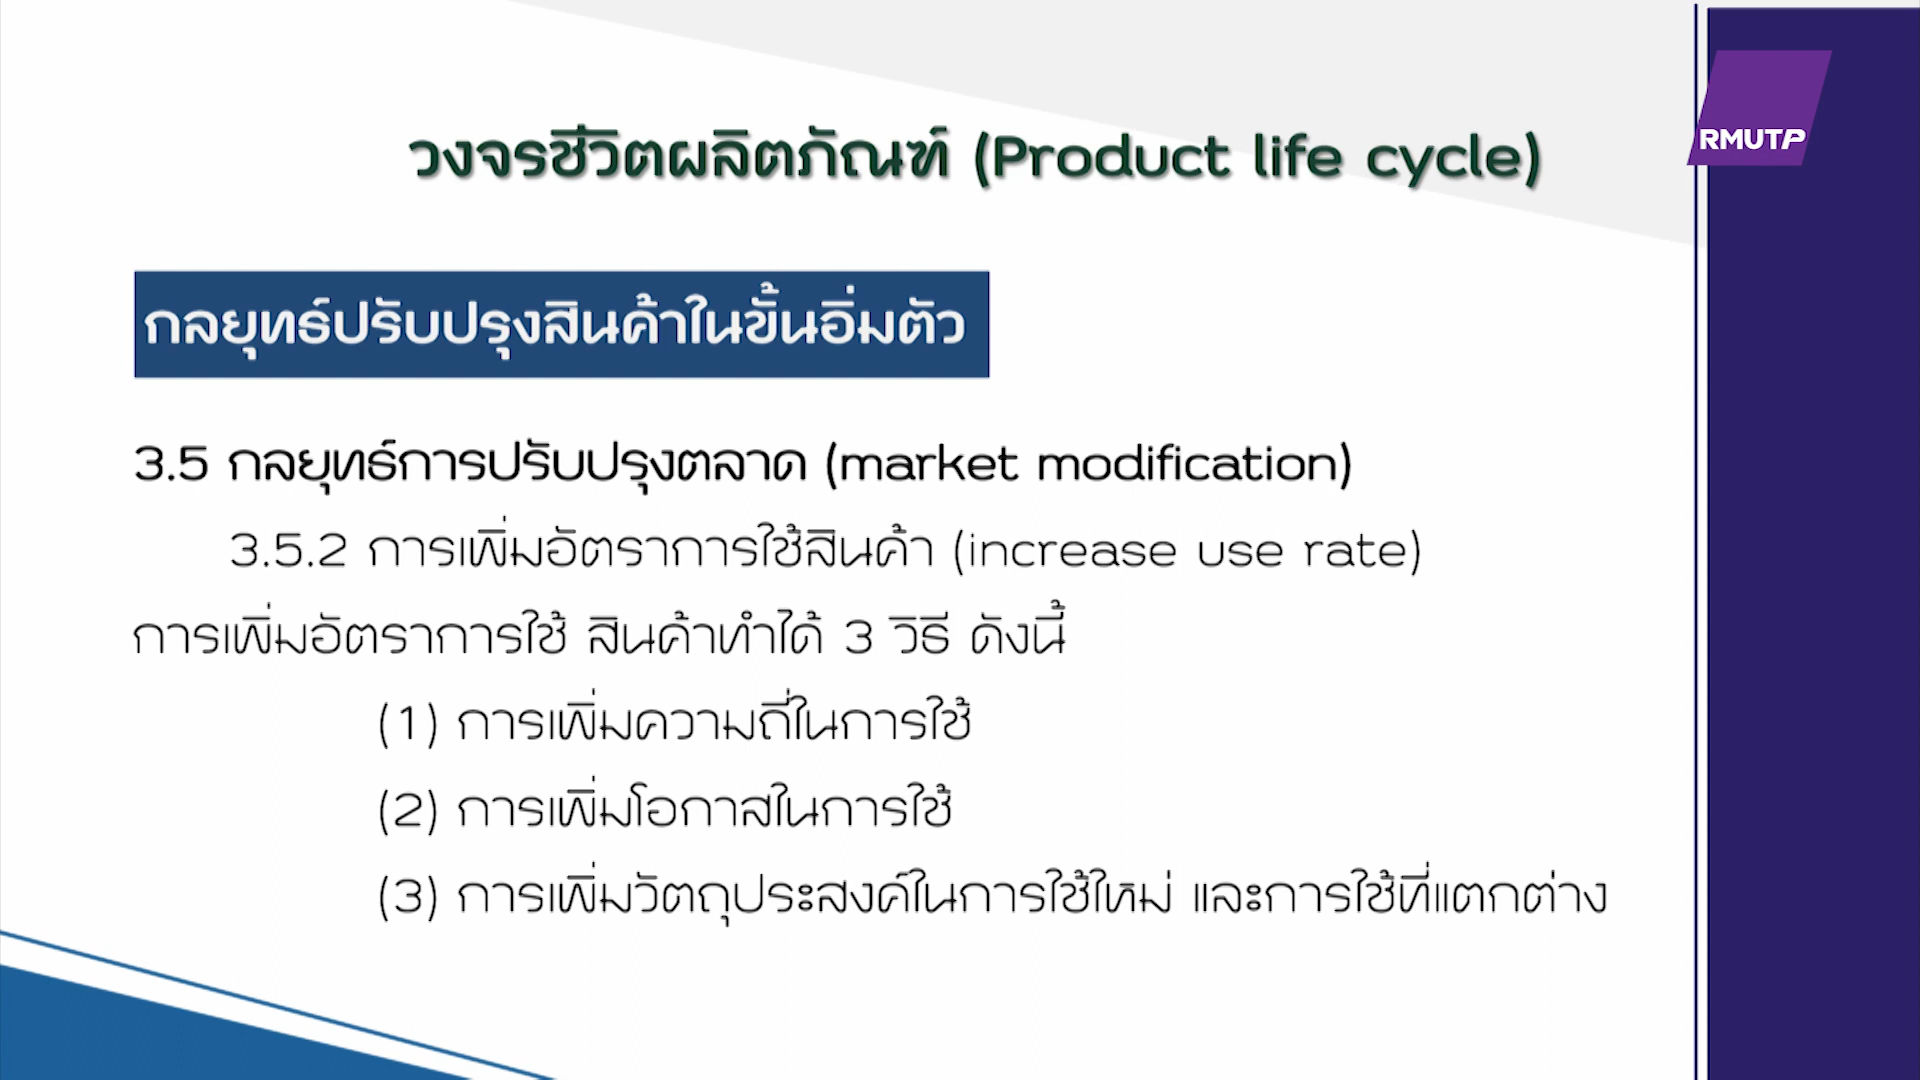 RMUTP
วงจรชีวิตผลิตภัณฑ์ (Product life cycle)
กลยุทธ์ปรับปรุงสินค้าในขั้นอิ่มตัว
3.5 กลยุทธ์การปรับปรุงตลาด (market modification)
3.5.2 การเพิ่มอัตราการใช้สินค้า (increase use rate)
การเพิ่มอัตราการใช้ สินค้าทำได้ 3 วิธี ดังนี้
(1) การเพิ่มความถี่ในการใช้
(2) การเพิ่มโอกาสในการใช้
(3) การเพิ่มวัตถุประสงค์ในการใช้ใหม่ และการใช้ที่แตกต่าง